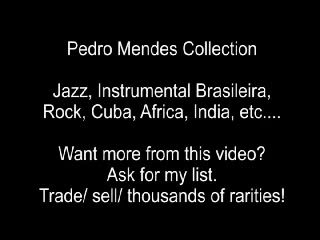 Pedro Mendes Collection
Jazz, Instrumental Brasileira,
Rock, Cuba, Africa, India, etc....
Want more from this video?
Ask for my list.
Trade/ sell/ thousands of rarities!